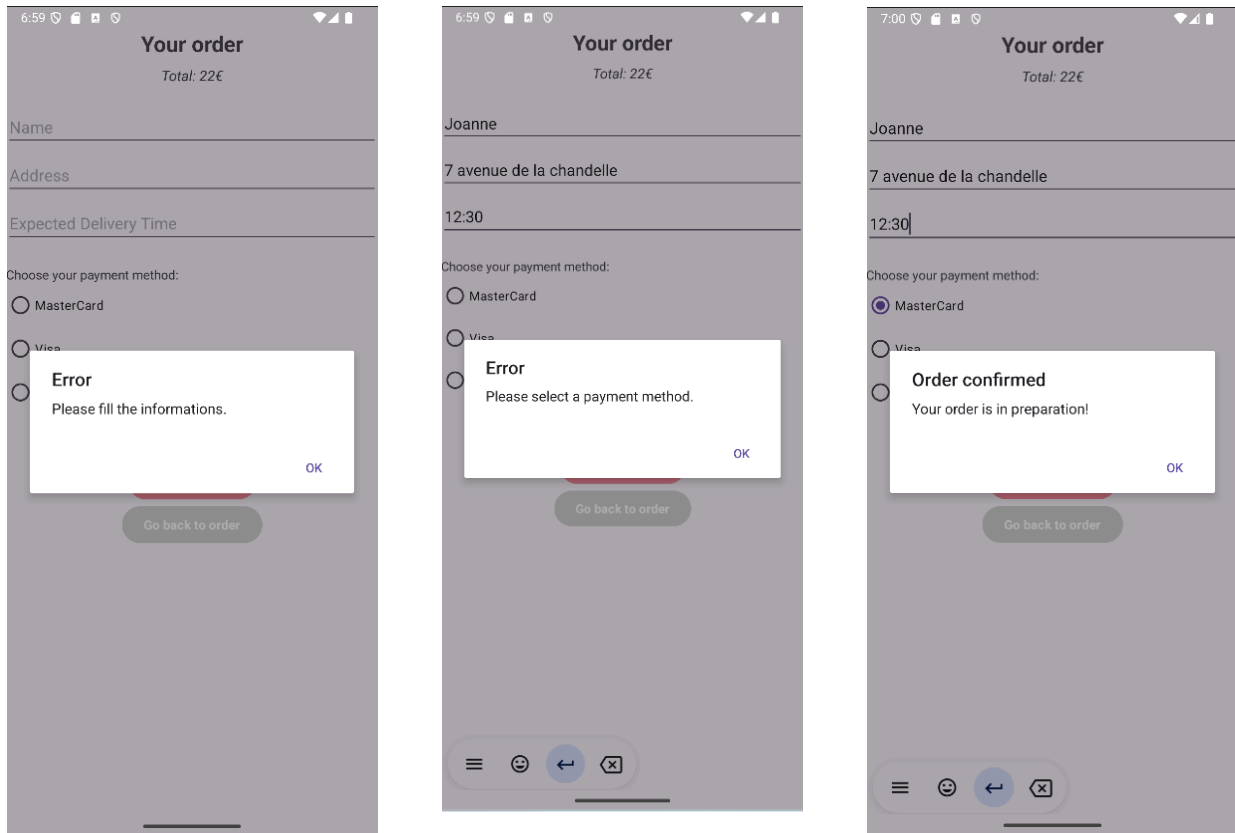 6:59
Your order
Total: 22€
Name
Address
Expected Delivery Time
Choose your payment method:
MasterCard
Visa
Error
Please fill the informations.
OK
Go back to order
6:59
Your order
Total: 22€
Joanne
7 avenue de la chandelle
12:30
Choose your payment method:
MasterCard
Visa
Error
Please select a payment method.
OK
Go back to order
7:00
Your order
Total: 22€
Joanne
7 avenue de la chandelle
12:30
Choose your payment method:
MasterCard
Visa
Order confirmed
Your order is in preparation!
OK
Go back to order